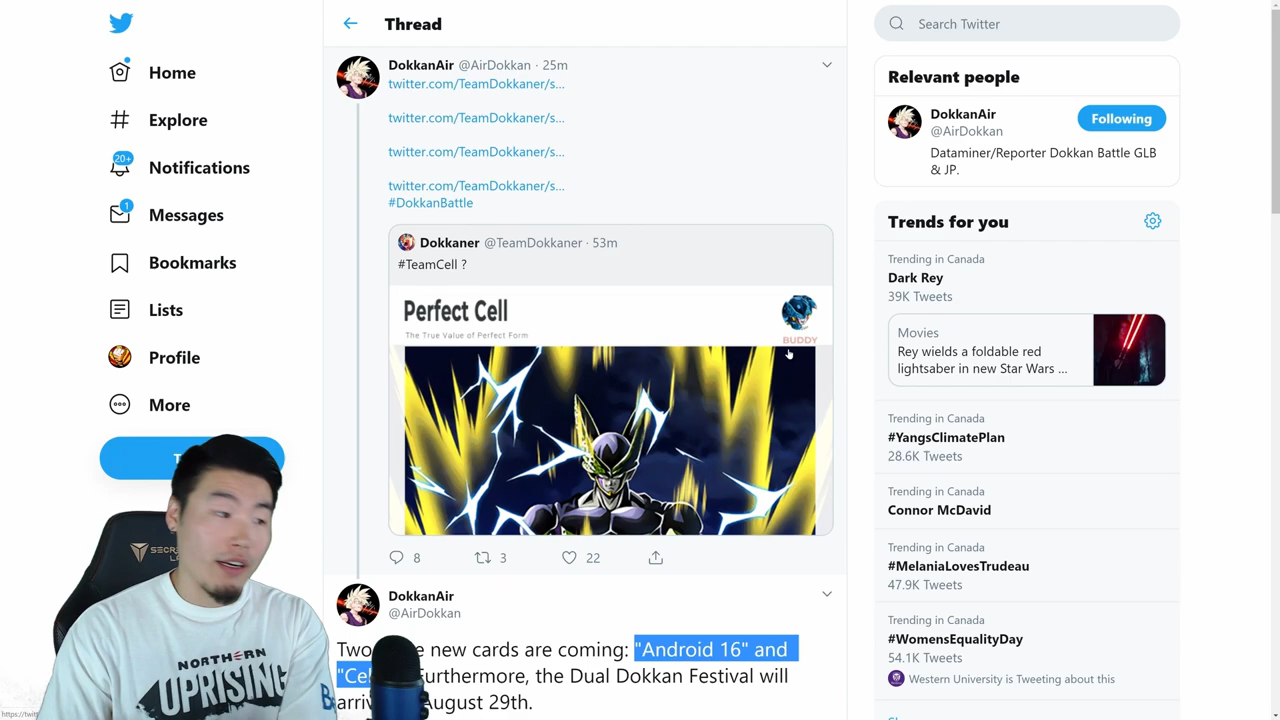 Home
Explore
20+
Notifications
1
Messages
Bookmarks
Lists
Profile
More
Thread
DokkanAir @AirDokkan · 25m
twitter.com/TeamDokkaner/s...
twitter.com/TeamDokkaner/s...
twitter.com/TeamDokkaner/s...
twitter.com/TeamDokkaner/s...
#DokkanBattle
Dokkaner @TeamDokkaner · 53m
#TeamCell ?
Perfect Cell
The True Value of Perfect Form
BUDDY
8
3
22
DokkanAir
@AirDokkan
new cards are coming: "Android 16" and
Furthermore, the Dual Dokkan Festival will
August 29th.
Search Twitter
Relevant people
DokkanAir
@AirDokkan
Following
Dataminer/Reporter Dokkan Battle GLB
& JP.
Trends for you
Trending in Canada
Dark Rey
39K Tweets
Movies
Rey wields a foldable red
lightsaber in new Star Wars ...
Trending in Canada
#YangsClimatePlan
28.6K Tweets
Trending in Canada
Connor McDavid
Trending in Canada
#MelaniaLovesTrudeau
47.9K Tweets
Trending in Canada
#WomensEqualityDay
54.1K Tweets
Western University is Tweeting about this
NORTHERN
UPRISING